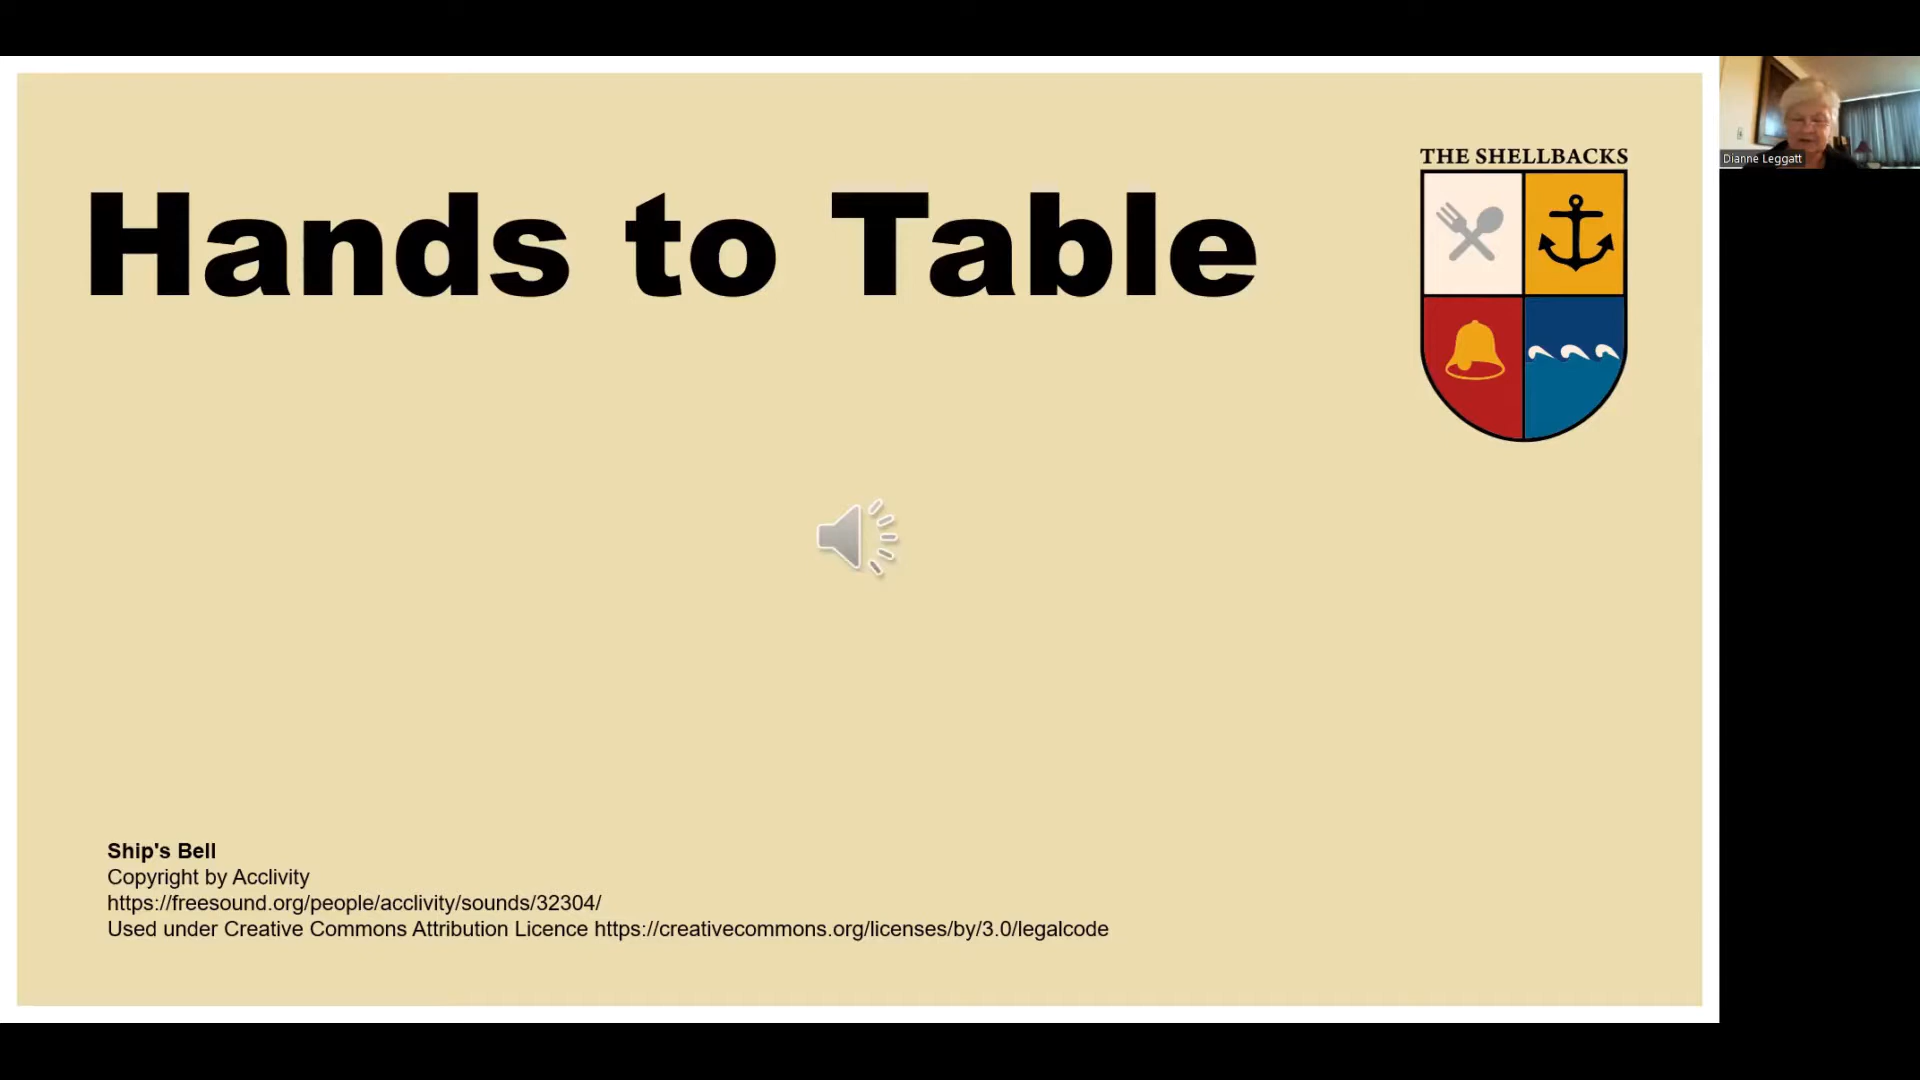 Hands to Table
THE SHELLBACKS
Dianne Leggatt
Ship's Bell
Copyright by Acclivity
https://freesound.org/people/acclivity/sounds/32304/
Used under Creative Commons Attribution Licence https://creativecommons.org/licenses/by/3.0/legalcode